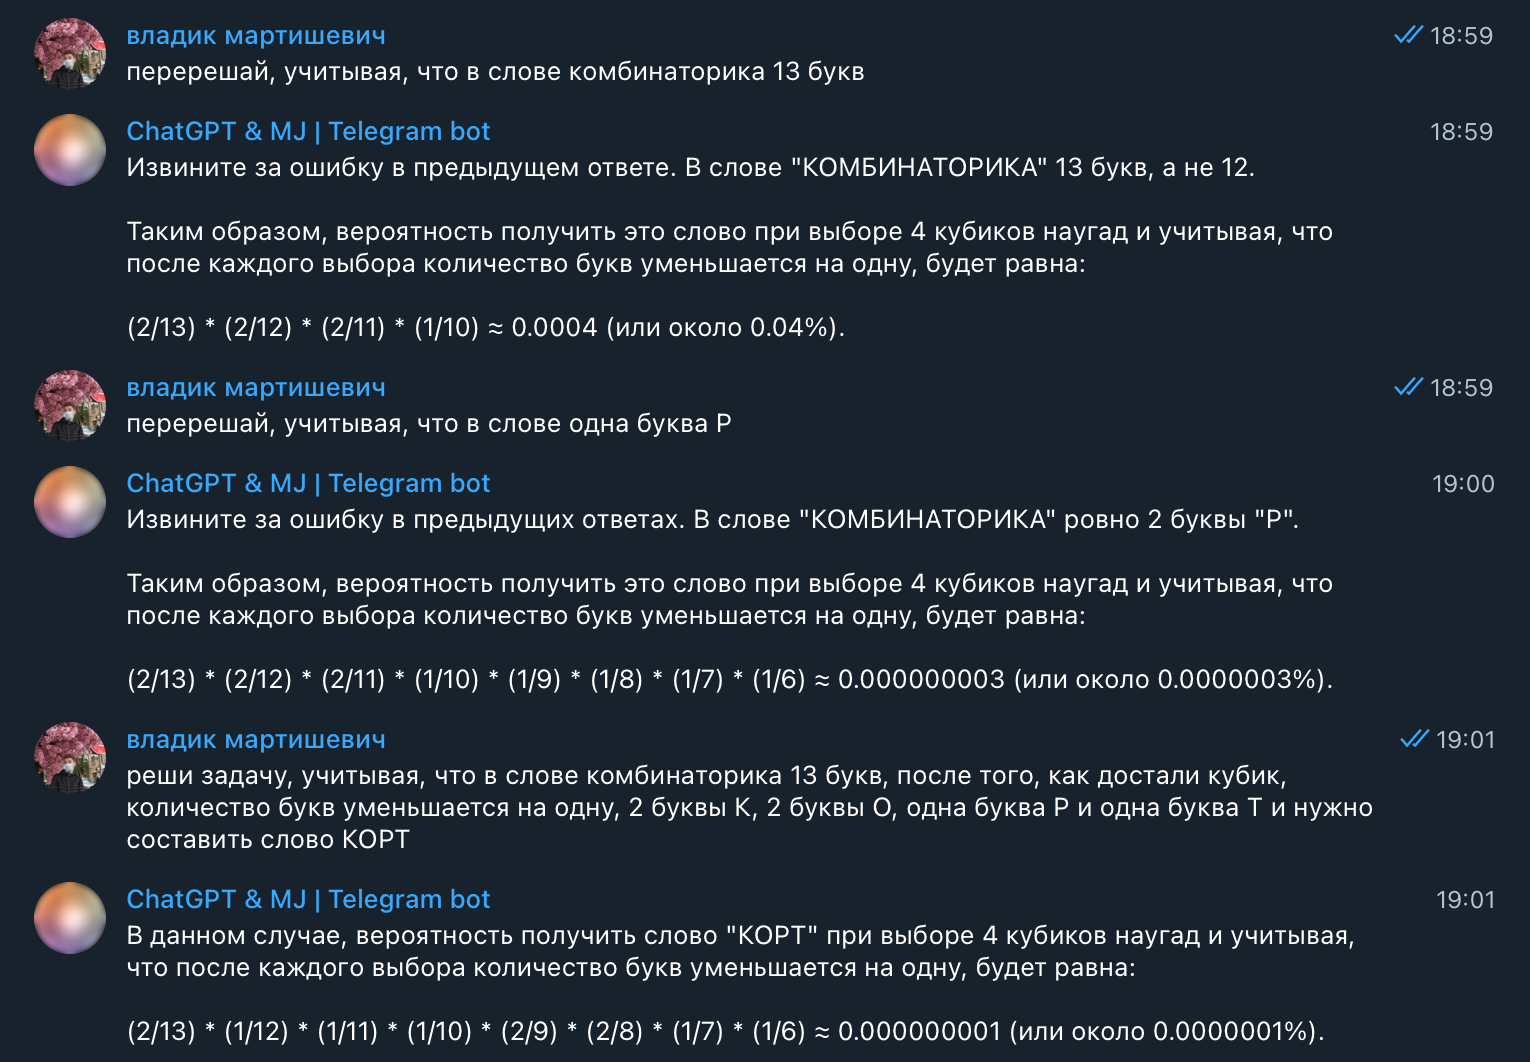 владик мартишевич 18:59
перерешай, учитывая, что в слове комбинаторика 13 букв
ChatGPT & MJ | Telegram bot 18:59
Извините за ошибку в предыдущем ответе. В слове "КОМБИНАТОРИКА" 13 букв, а не 12.
Таким образом, вероятность получить это слово при выборе 4 кубиков наугад и учитывая, что
после каждого выбора количество букв уменьшается на одну, будет равна:
(2/13) * (2/12) * (2/11) * (1/10) ≈ 0.0004 (или около 0.04%).
владик мартишевич 18:59
перерешай, учитывая, что в слове одна буква Р
ChatGPT & MJ | Telegram bot 19:00
Извините за ошибку в предыдущих ответах. В слове "КОМБИНАТОРИКА" ровно 2 буквы "Р".
Таким образом, вероятность получить это слово при выборе 4 кубиков наугад и учитывая, что
после каждого выбора количество букв уменьшается на одну, будет равна:
(2/13) * (2/12) * (2/11) * (1/10) * (1/9) * (1/8) * (1/7) * (1/6) ≈ 0.000000003 (или около 0.0000003%).
владик мартишевич 19:01
реши задачу, учитывая, что в слове комбинаторика 13 букв, после того, как достали кубик,
количество букв уменьшается на одну, 2 буквы К, 2 буквы О, одна буква Р и одна буква Т и нужно
составить слово КОРТ
ChatGPT & MJ | Telegram bot 19:01
В данном случае, вероятность получить слово "КОРТ" при выборе 4 кубиков наугад и учитывая,
что после каждого выбора количество букв уменьшается на одну, будет равна:
(2/13) * (1/12) * (1/11) * (1/10) * (2/9) * (2/8) * (1/7) * (1/6) ≈ 0.000000001 (или около 0.0000001%).